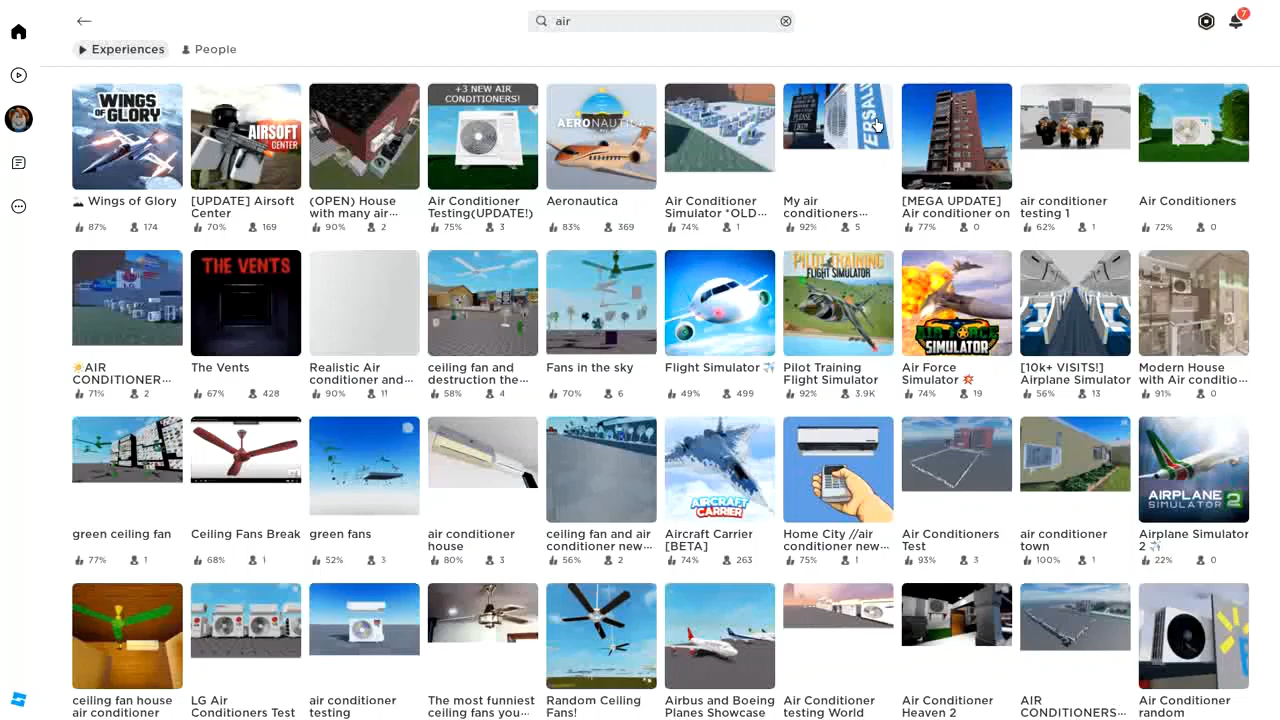 air
7
Experiences
People
WINGS OF GLORY
AIRSOFT CENTER
+3 NEW AIR CONDITIONERS!
AERONAUTICA
🏔 Wings of Glory
[UPDATE] Airsoft Center
(OPEN) House with many air···
Air Conditioner Testing(UPDATE!)
Aeronautica
Air Conditioner Simulator *OLD···
My air conditioners···
[MEGA UPDATE] Air conditioner on
air conditioner testing 1
Air Conditioners
87% 174
70% 169
90% 2
75% 3
83% 369
74% 1
92% 5
77% 0
62% 1
72% 0
THE VENTS
PILOT TRAINING FLIGHT SIMULATOR
AIR FORCE SIMULATOR
☀️AIR CONDITIONER···
The Vents
Realistic Air conditioner and···
ceiling fan and destruction the···
Fans in the sky
Flight Simulator ✈️
Pilot Training Flight Simulator
Air Force Simulator 💥
[10k+ VISITS!] Airplane Simulator
Modern House with Air conditio···
71% 2
67% 428
90% 11
58% 4
70% 6
49% 499
92% 3.9K
74% 19
56% 13
91% 0
AIRCRAFT CARRIER
AIRPLANE SIMULATOR 2
green ceiling fan
Ceiling Fans Break
green fans
air conditioner house
ceiling fan and air conditioner new···
Aircraft Carrier [BETA]
Home City //air conditioner new···
Air Conditioners Test
air conditioner town
Airplane Simulator 2 ✈️
77% 1
68% 1
52% 3
80% 3
56% 2
74% 263
75% 1
93% 3
100% 1
22% 0
ceiling fan house air conditioner
LG Air Conditioners Test
air conditioner testing
The most funniest ceiling fans you···
Random Ceiling Fans!
Airbus and Boeing Planes Showcase
Air Conditioner testing World
Air Conditioner Heaven 2
AIR CONDITIONERS···
Air Conditioner random